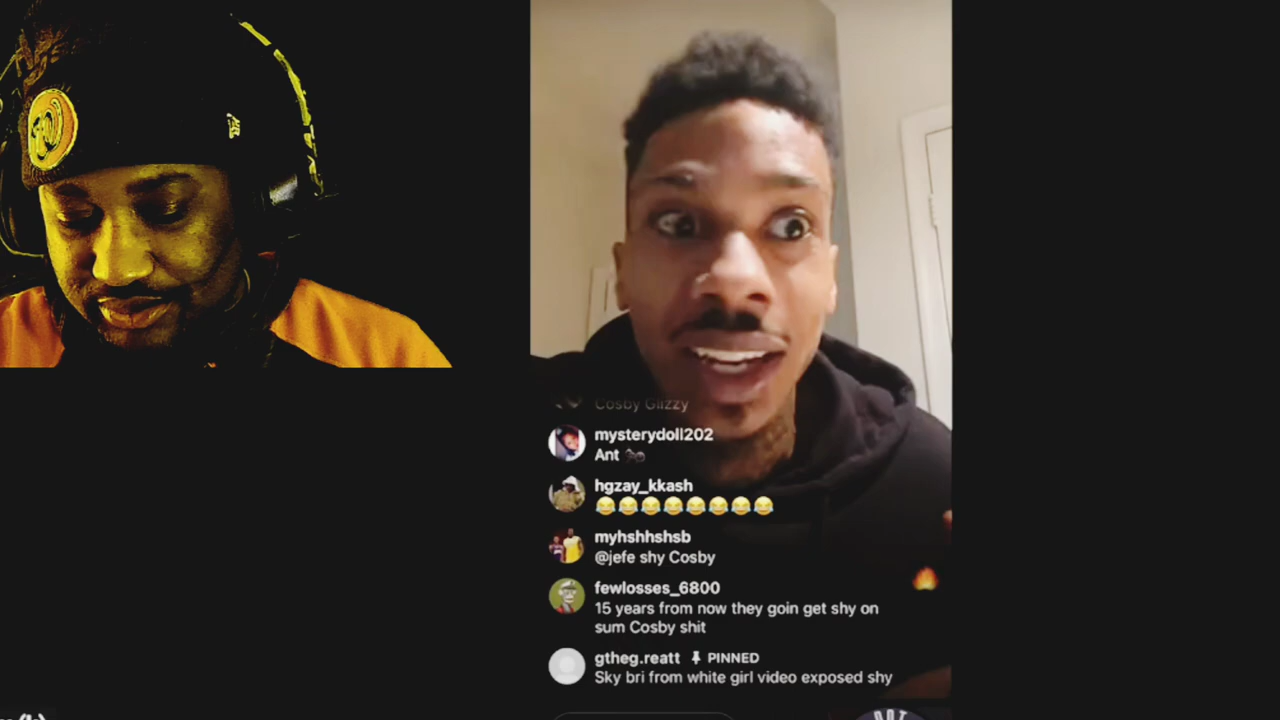 Cosby Glizzy
mysterydoll202
Ant 🐜
hgzay_kkash
😂😂😂😂😂😂😂😂
myhshhshsb
@jefe shy Cosby
fewlosses_6800
15 years from now they goin get shy on
sum Cosby shit
gtheg.reatt 📌 PINNED
Sky bri from white girl video exposed shy